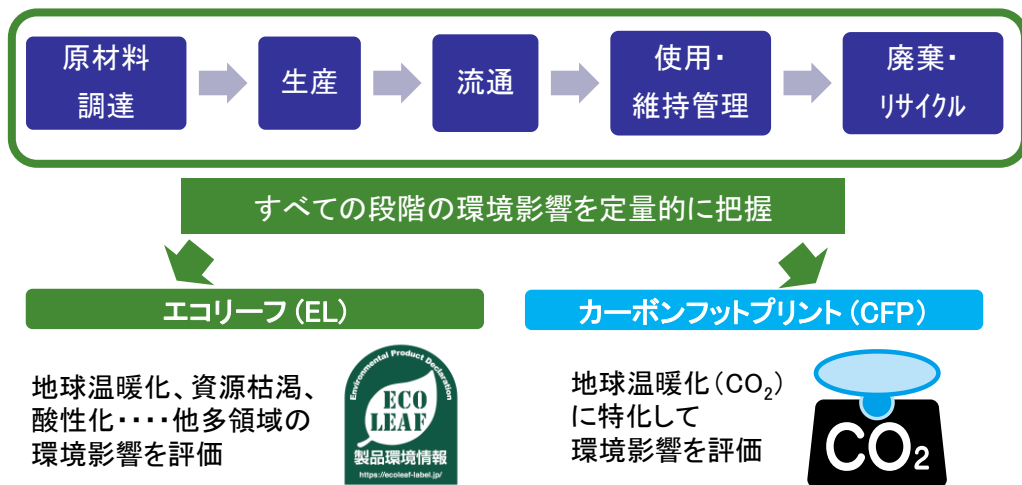 原材料
調達
生産
流通
使用・
維持管理
廃棄・
ﾘｻｲｸﾙ
すべての段階の環境影響を定量的に把握
エコリーフ(EL)
地球温暖化、資源枯渇、
酸性化・・・・他多領域の
環境影響を評価
Environmental Product Declaration
ECO
LEAF
製品環境情報
https://ecoleaf-label.jp/
カーボンフットプリント(CFP)
地球温暖化(CO₂)
に特化して
環境影響を評価
CO₂